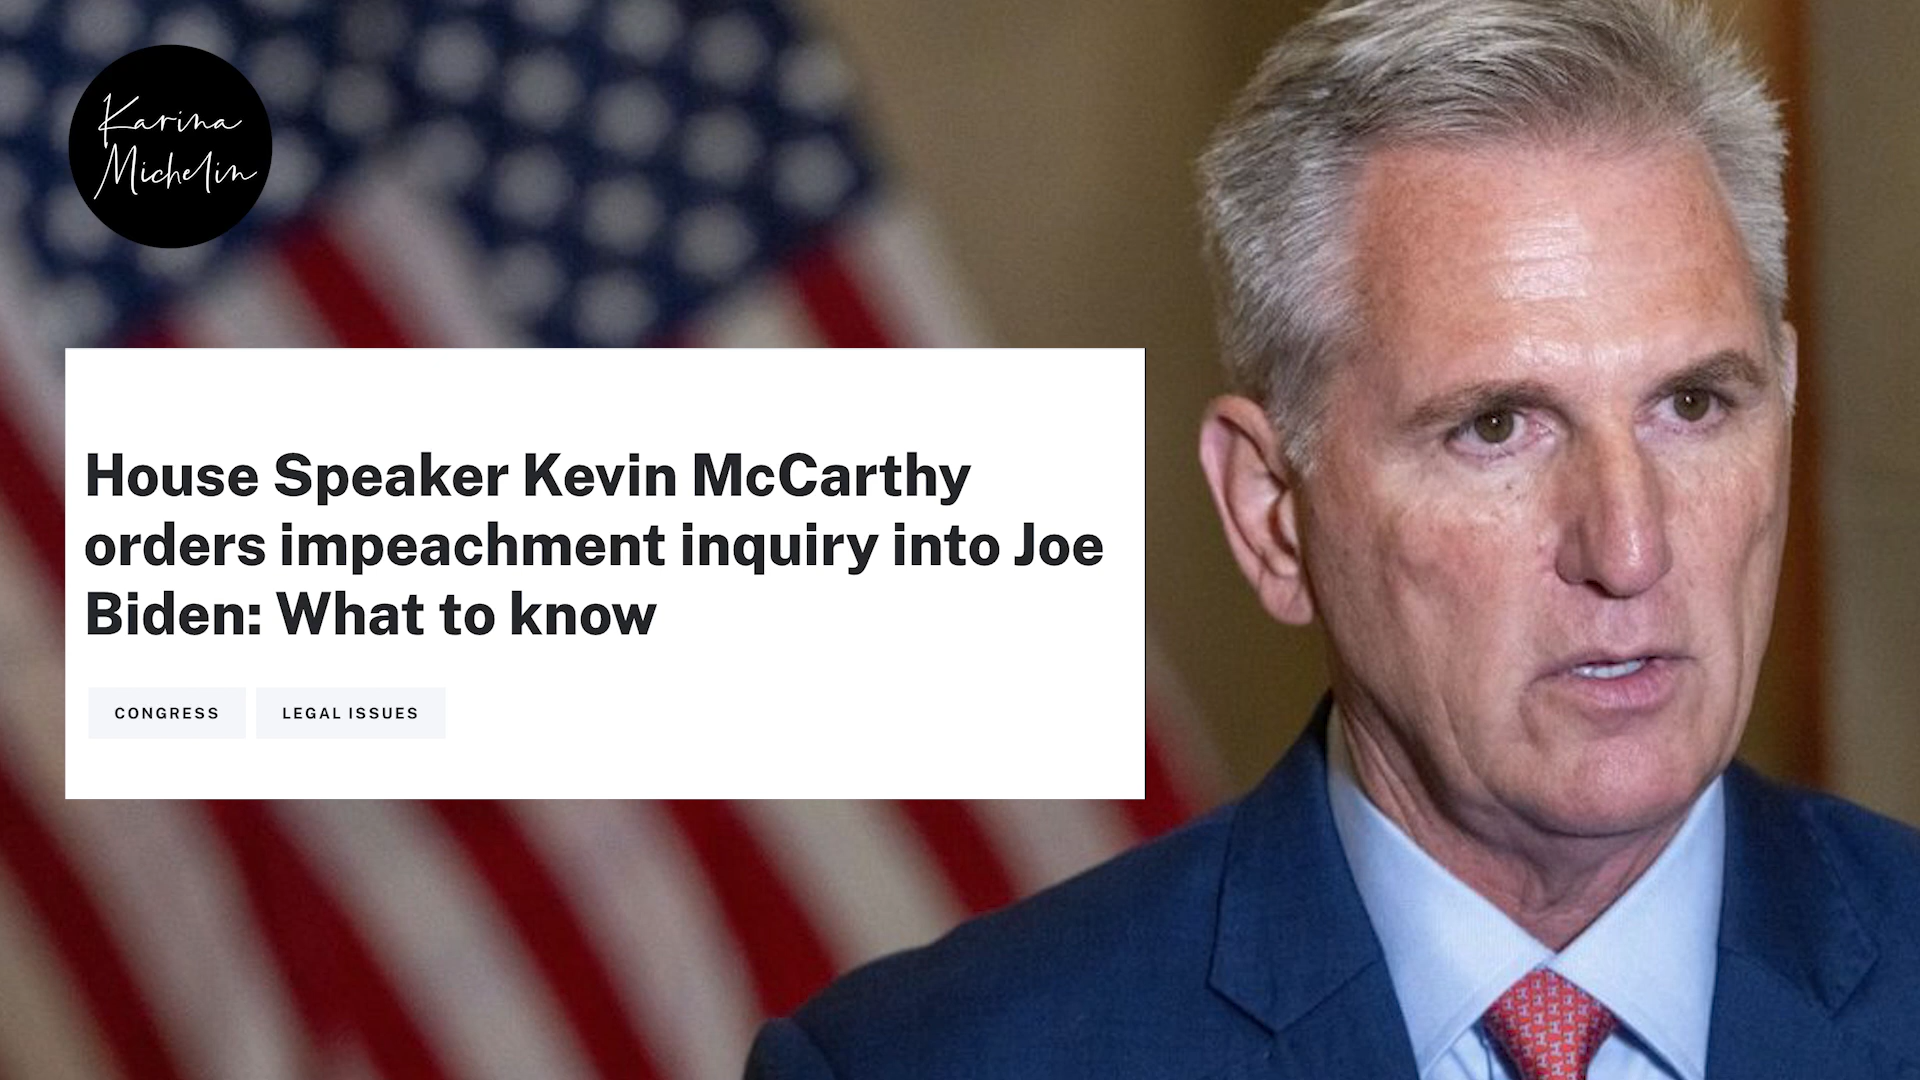 Karina
Michelin
House Speaker Kevin McCarthy
orders impeachment inquiry into Joe
Biden: What to know
CONGRESS
LEGAL ISSUES